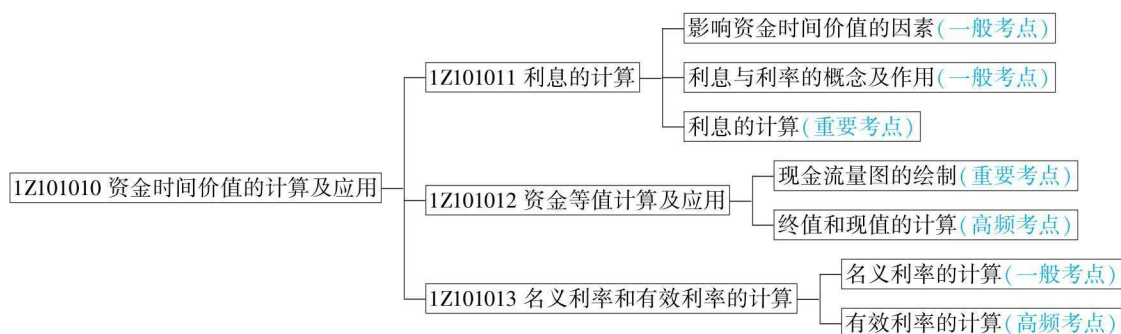 影响资金时间价值的因素(一般考点)
1Z101011 利息的计算
利息与利率的概念及作用(一般考点)
利息的计算(重要考点)
1Z101010 资金时间价值的计算及应用
1Z101012 资金等值计算及应用
现金流量图的绘制(重要考点)
终值和现值的计算(高频考点)
1Z101013 名义利率和有效利率的计算
名义利率的计算(一般考点)
有效利率的计算(高频考点)